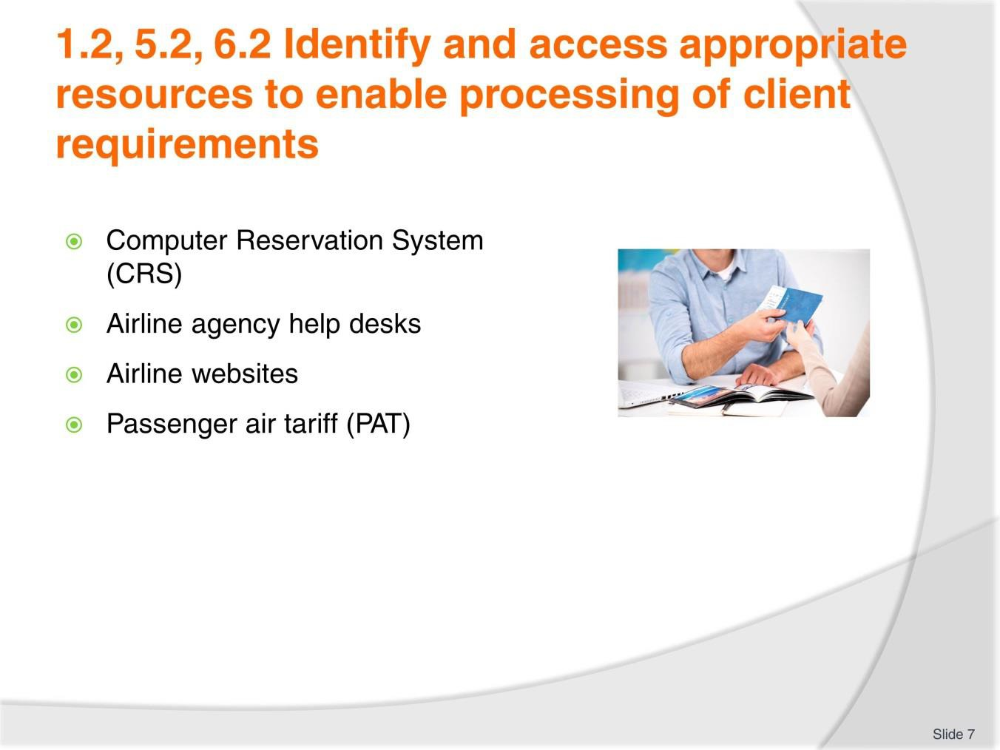 1.2, 5.2, 6.2 Identify and access appropriate
resources to enable processing of client
requirements
Computer Reservation System
(CRS)
Airline agency help desks
Airline websites
Passenger air tariff (PAT)
Slide 7